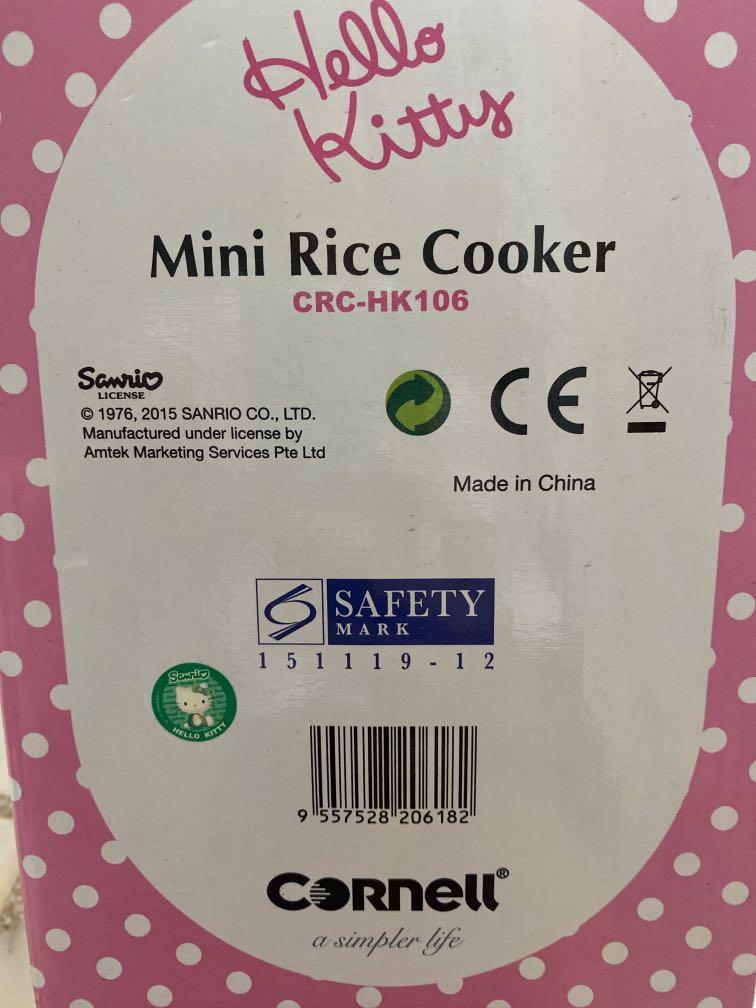 Hello
Kitty
Mini Rice Cooker
CRC-HK106
Sanrio
LICENSE
© 1976, 2015 SANRIO CO., LTD.
Manufactured under license by
Amtek Marketing Services Pte Ltd
CE
Made in China
SAFETY
MARK
151119-12
Sanrio
HELLO KITTY
9 557528 206182
CORNELL®
a simpler life